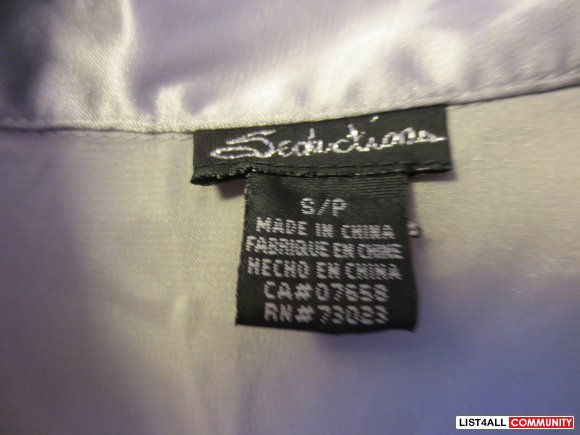 Seductions
S/P
MADE IN CHINA
FABRIQUE EN CHINE
HECHO EN CHINA
CA# 07658
RN# 73023
LIST4ALL COMMUNITY